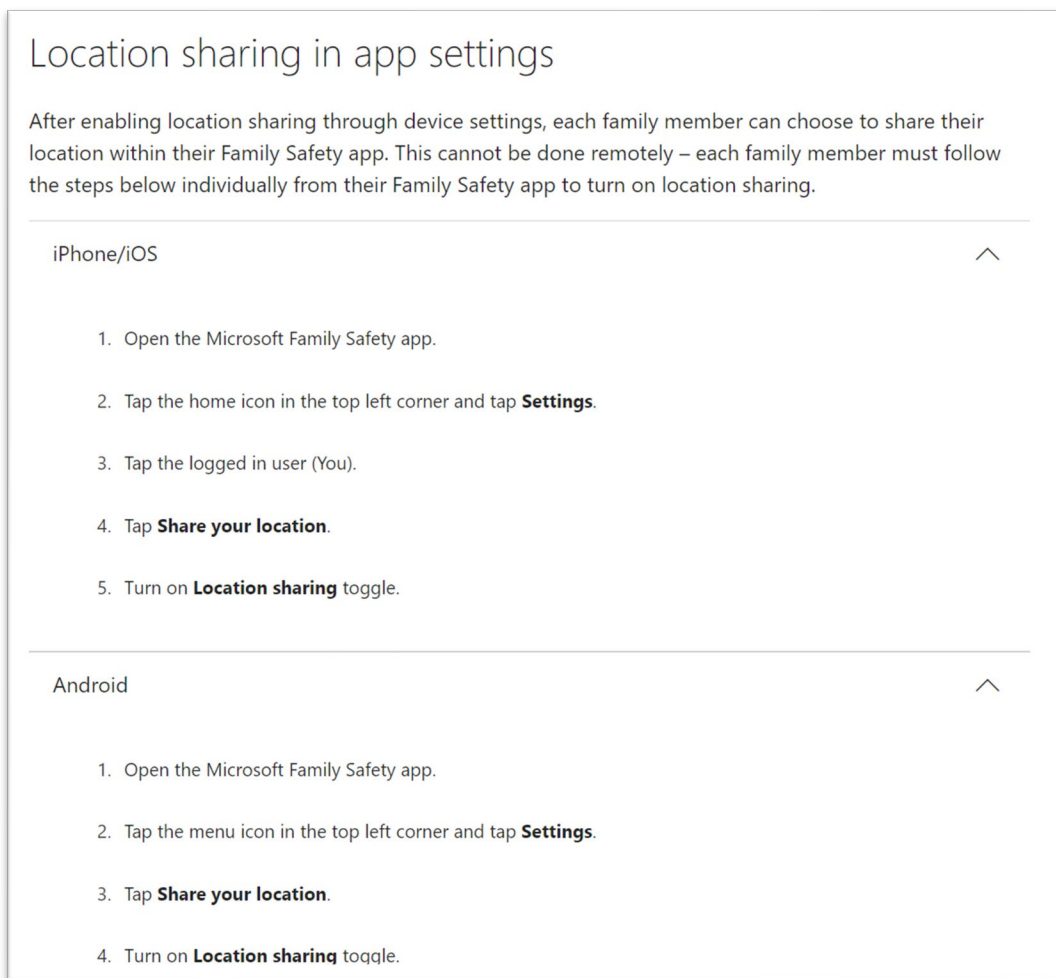 Location sharing in app settings
After enabling location sharing through device settings, each family member can choose to share their
location within their Family Safety app. This cannot be done remotely – each family member must follow
the steps below individually from their Family Safety app to turn on location sharing.
iPhone/iOS
1. Open the Microsoft Family Safety app.
2. Tap the home icon in the top left corner and tap Settings.
3. Tap the logged in user (You).
4. Tap Share your location.
5. Turn on Location sharing toggle.
Android
1. Open the Microsoft Family Safety app.
2. Tap the menu icon in the top left corner and tap Settings.
3. Tap Share your location.
4. Turn on Location sharing toggle.